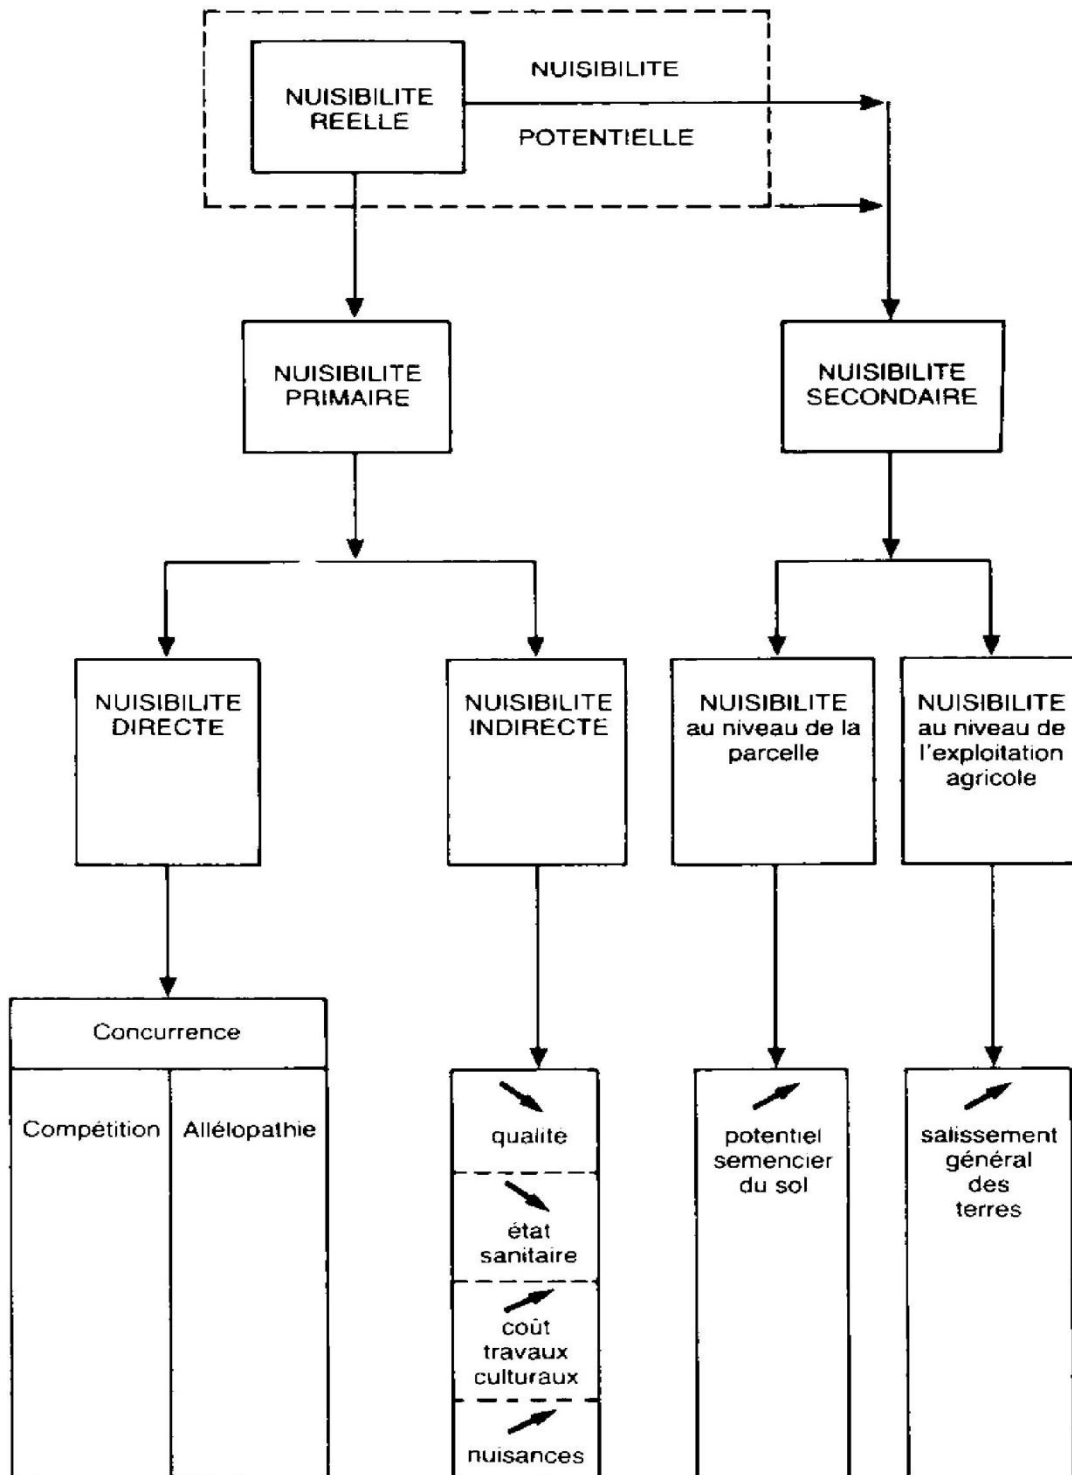 NUISIBILITE
REELLE
NUISIBILITE
POTENTIELLE
NUISIBILITE
PRIMAIRE
NUISIBILITE
SECONDAIRE
NUISIBILITE
DIRECTE
NUISIBILITE
INDIRECTE
NUISIBILITE
au niveau de la
parcelle
NUISIBILITE
au niveau de
l'exploitation
agricole
Concurrence
Compétition
Allélopathie
qualité
état
sanitaire
coût
travaux
culturaux
nuisances
potentiel
semencier
du sol
salissement
général
des
terres